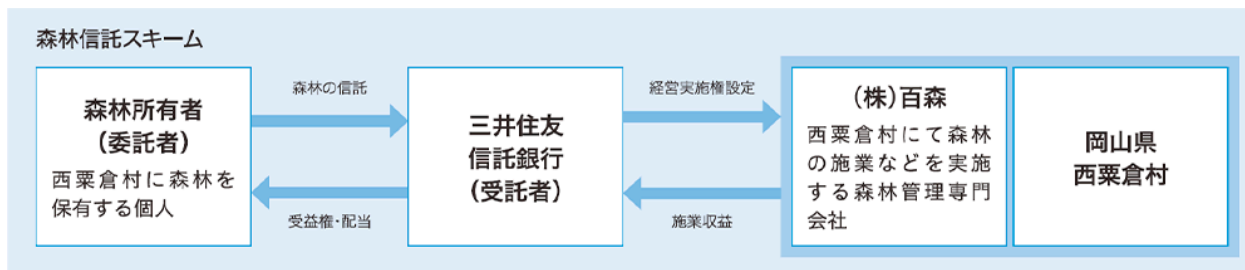 森林信託スキーム
森林所有者
(委託者)
西粟倉村に森林を
保有する個人
森林の信託
受益権・配当
三井住友
信託銀行
(受託者)
経営実施権設定
施業収益
(株)百森
西粟倉村にて森林
の施業などを実施
する森林管理専門
会社
岡山県
西粟倉村